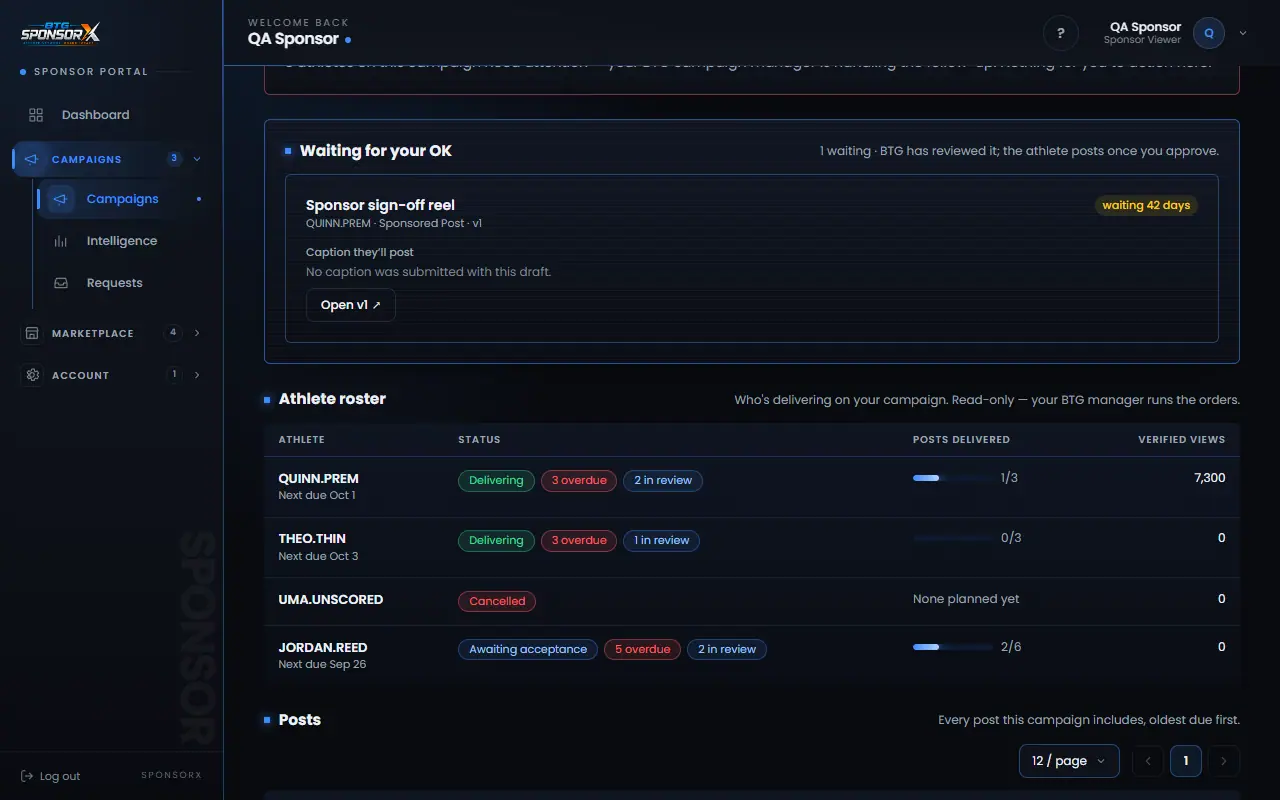 BTG
SPONSORX
SPONSOR PORTAL
Dashboard
CAMPAIGNS 3
Campaigns
Intelligence
Requests
MARKETPLACE 4
ACCOUNT 1
SPONSOR
Log out SPONSORX
WELCOME BACK
QA Sponsor
?
QA Sponsor
Sponsor Viewer
Q
Waiting for your OK
1 waiting · BTG has reviewed it; the athlete posts once you approve.
Sponsor sign-off reel
waiting 42 days
QUINN.PREM · Sponsored Post · v1
Caption they'll post
No caption was submitted with this draft.
Open v1 ↗
Athlete roster
Who's delivering on your campaign. Read-only — your BTG manager runs the orders.
ATHLETE STATUS POSTS DELIVERED VERIFIED VIEWS
QUINN.PREM Delivering 3 overdue 2 in review 1/3 7,300
Next due Oct 1
THEO.THIN Delivering 3 overdue 1 in review 0/3 0
Next due Oct 3
UMA.UNSCORED Cancelled None planned yet 0
JORDAN.REED Awaiting acceptance 5 overdue 2 in review 2/6 0
Next due Sep 26
Posts
Every post this campaign includes, oldest due first.
12 / page 1